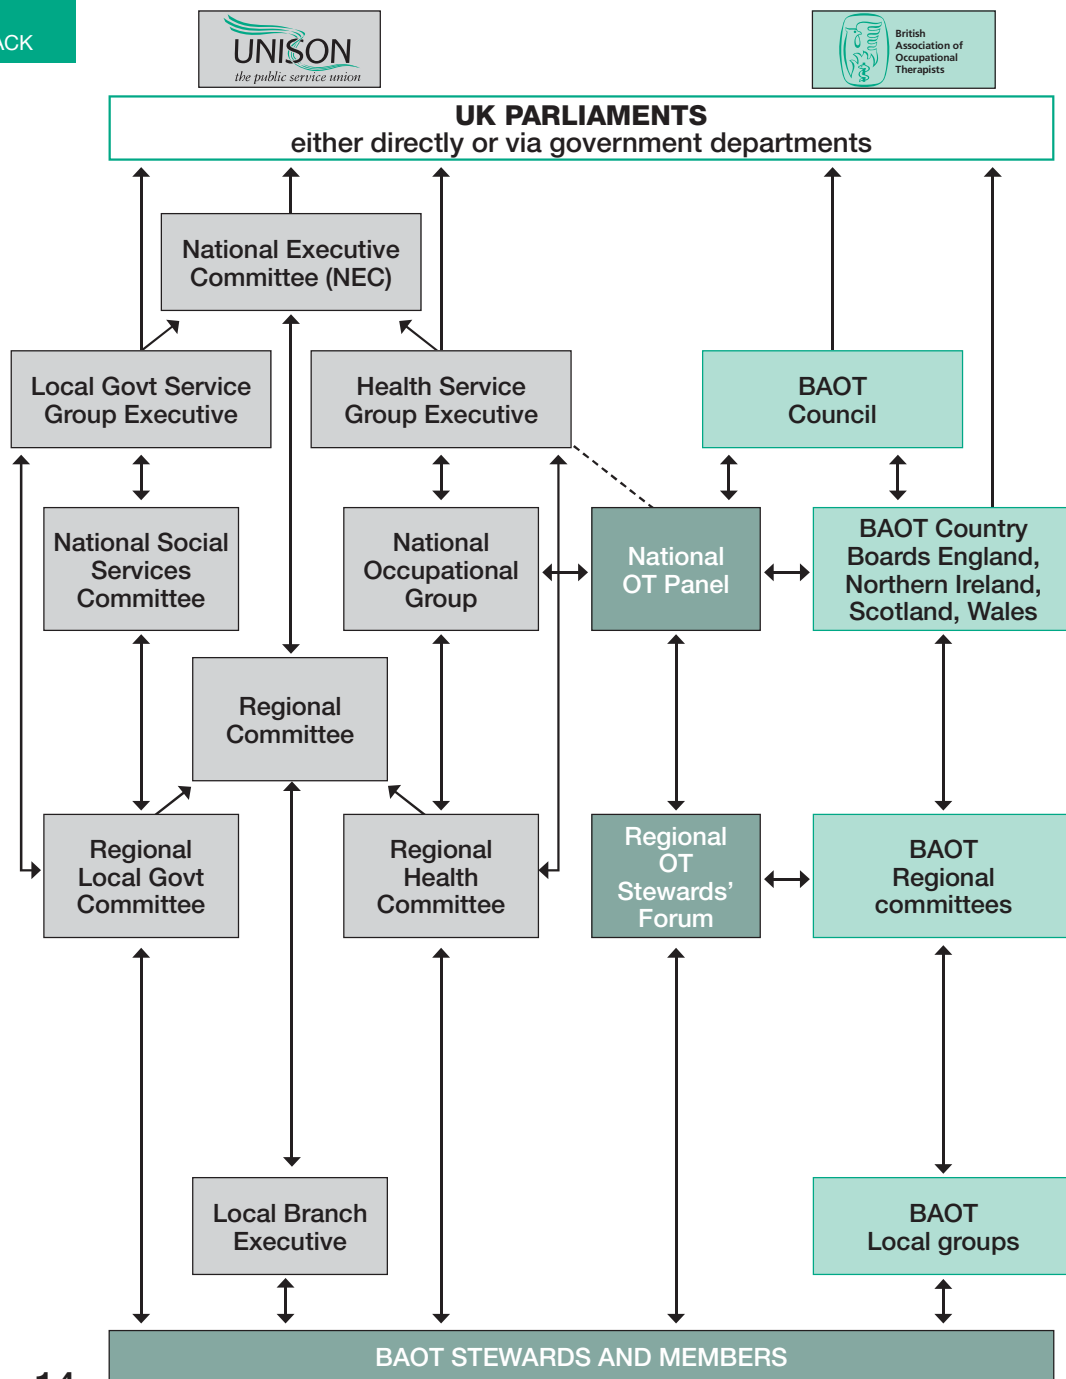 ACK
UNISON
the public service union
British
Association of
Occupational
Therapists
UK PARLIAMENTS
either directly or via government departments
National Executive
Committee (NEC)
Local Govt Service
Group Executive
Health Service
Group Executive
BAOT
Council
National Social
Services
Committee
National
Occupational
Group
National
OT Panel
BAOT Country
Boards England,
Northern Ireland,
Scotland, Wales
Regional
Committee
Regional
Local Govt
Committee
Regional
Health
Committee
Regional
OT
Stewards’
Forum
BAOT
Regional
committees
Local Branch
Executive
BAOT
Local groups
BAOT STEWARDS AND MEMBERS
14